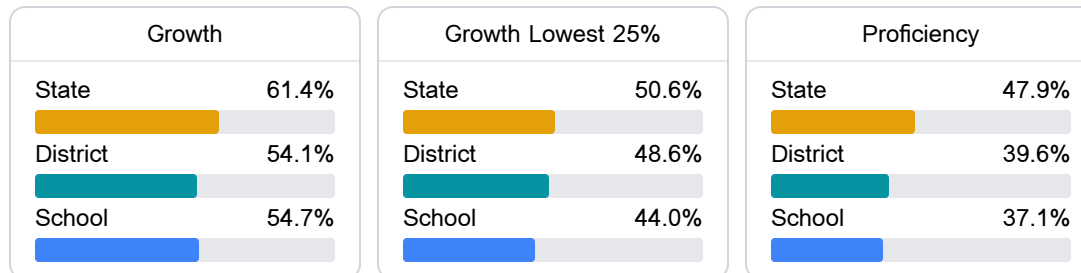 Growth
State 61.4%
District 54.1%
School 54.7%
Growth Lowest 25%
State 50.6%
District 48.6%
School 44.0%
Proficiency
State 47.9%
District 39.6%
School 37.1%